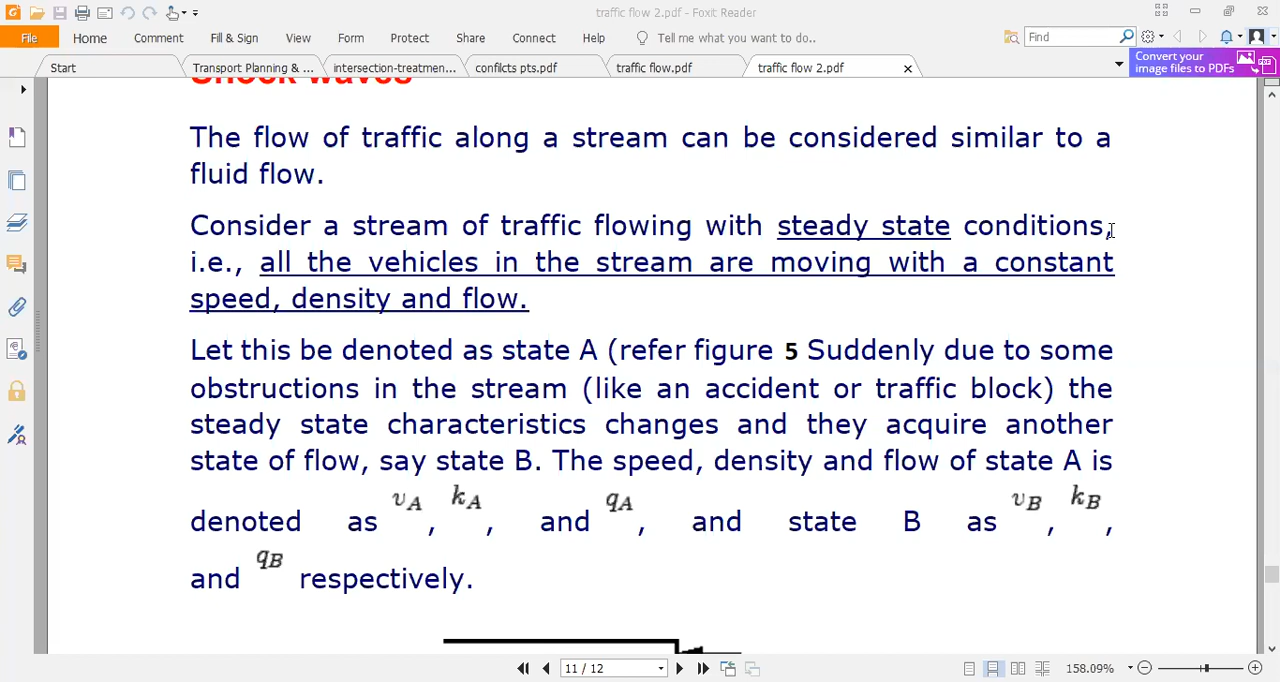 traffic flow 2.pdf - Foxit Reader
File Home Comment Fill & Sign View Form Protect Share Connect Help Tell me what you want to do.. Find
Start Transport Planning & ... intersection-treatmen... conflicts pts.pdf traffic flow.pdf traffic flow 2.pdf
Convert your
image files to PDFs
Shock waves
The flow of traffic along a stream can be considered similar to a
fluid flow.
Consider a stream of traffic flowing with steady state conditions,
i.e., all the vehicles in the stream are moving with a constant
speed, density and flow.
Let this be denoted as state A (refer figure 5 Suddenly due to some
obstructions in the stream (like an accident or traffic block) the
steady state characteristics changes and they acquire another
state of flow, say state B. The speed, density and flow of state A is
denoted as v_A, k_A, and q_A, and state B as v_B, k_B,
and q_B respectively.
11 / 12 158.09%